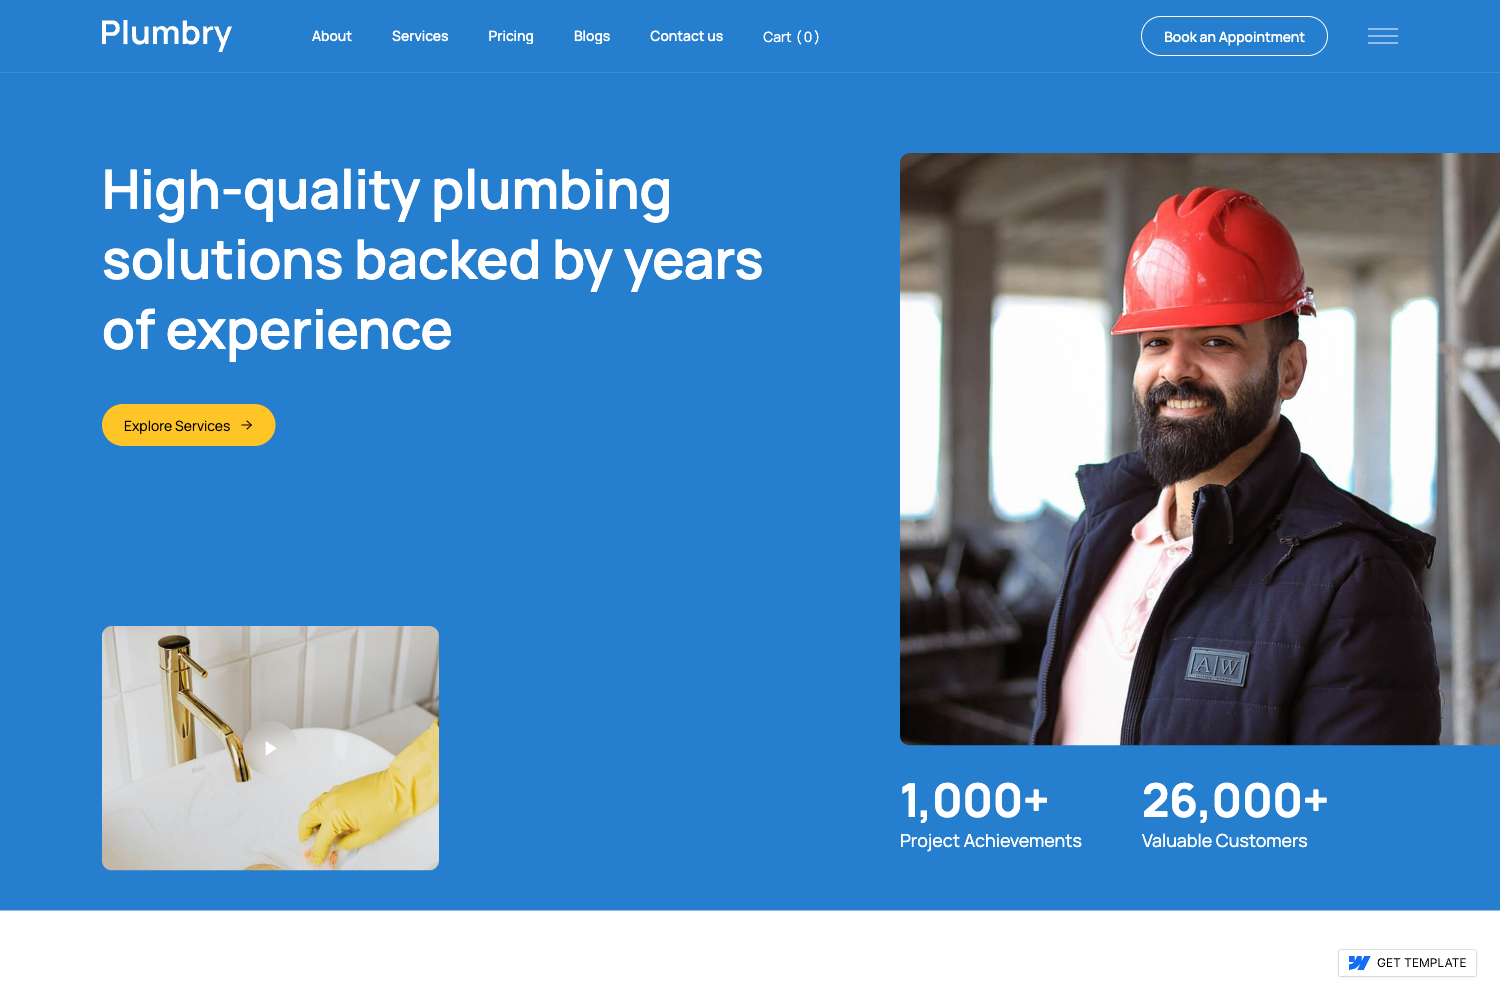 Plumbry
About
Services
Pricing
Blogs
Contact us
Cart (0)
Book an Appointment
High-quality plumbing
solutions backed by years
of experience
Explore Services
A|W
1,000+
Project Achievements
26,000+
Valuable Customers
GET TEMPLATE